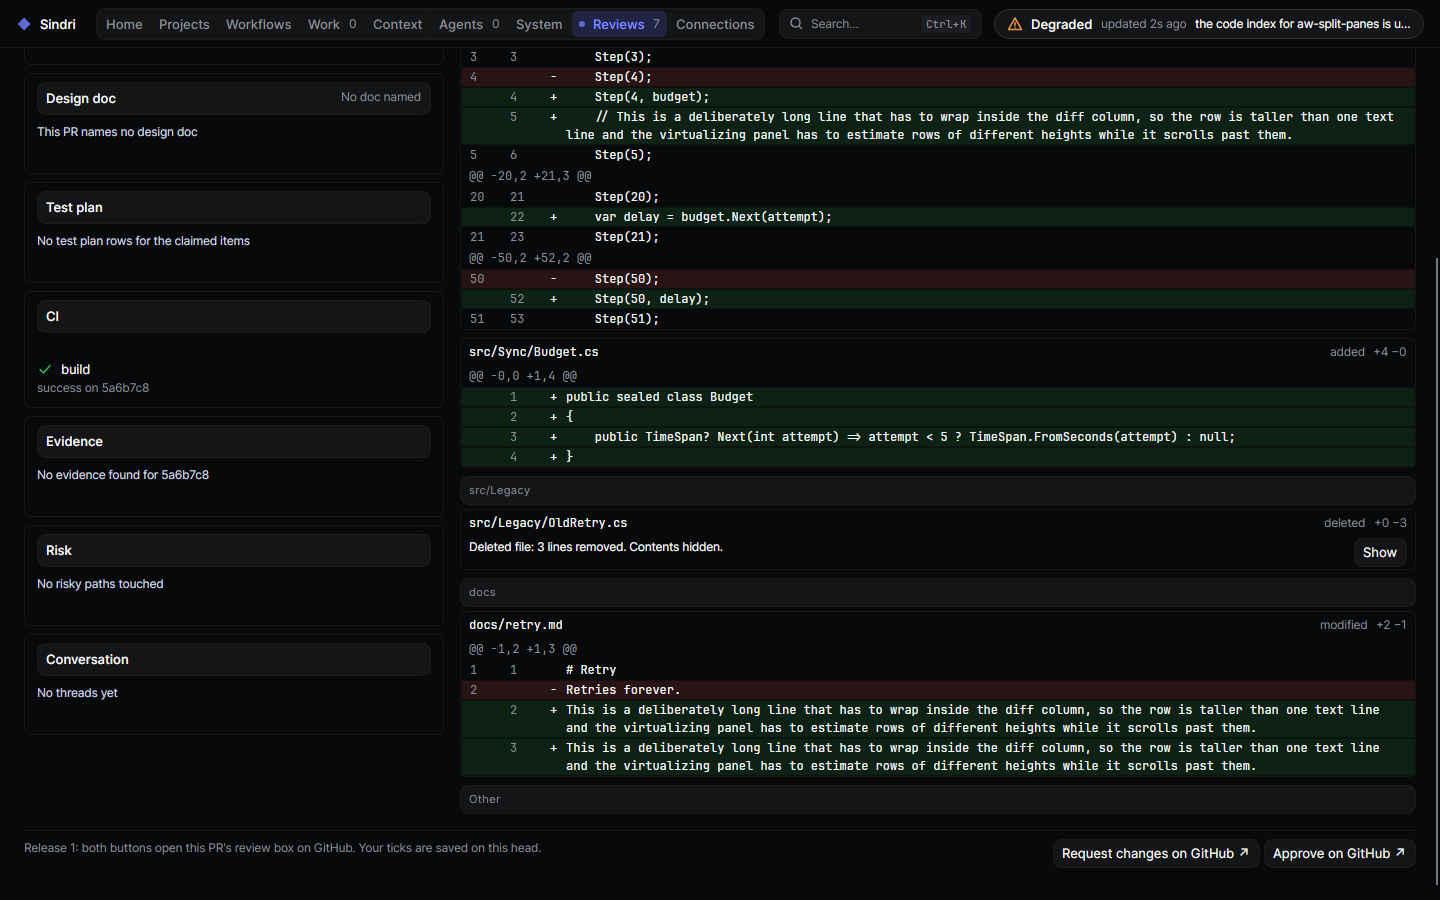 Sindri
Home Projects Workflows Work 0 Context Agents 0 System Reviews 7 Connections
Search... Ctrl+K
Degraded updated 2s ago the code index for aw-split-panes is u...
Design doc No doc named
This PR names no design doc
Test plan
No test plan rows for the claimed items
CI
build
success on 5a6b7c8
Evidence
No evidence found for 5a6b7c8
Risk
No risky paths touched
Conversation
No threads yet
3 3 Step(3);
4 - Step(4);
4 + Step(4, budget);
5 + // This is a deliberately long line that has to wrap inside the diff column, so the row is taller than one text
line and the virtualizing panel has to estimate rows of different heights while it scrolls past them.
5 6 Step(5);
@@ -20,2 +21,3 @@
20 21 Step(20);
22 + var delay = budget.Next(attempt);
21 23 Step(21);
@@ -50,2 +52,2 @@
50 - Step(50);
52 + Step(50, delay);
51 53 Step(51);
src/Sync/Budget.cs added +4 −0
@@ -0,0 +1,4 @@
1 + public sealed class Budget
2 + {
3 + public TimeSpan? Next(int attempt) => attempt < 5 ? TimeSpan.FromSeconds(attempt) : null;
4 + }
src/Legacy
src/Legacy/OldRetry.cs deleted +0 −3
Deleted file: 3 lines removed. Contents hidden.
Show
docs
docs/retry.md modified +2 −1
@@ -1,2 +1,3 @@
1 1 # Retry
2 - Retries forever.
2 + This is a deliberately long line that has to wrap inside the diff column, so the row is taller than one text line
and the virtualizing panel has to estimate rows of different heights while it scrolls past them.
3 + This is a deliberately long line that has to wrap inside the diff column, so the row is taller than one text line
and the virtualizing panel has to estimate rows of different heights while it scrolls past them.
Other
Release 1: both buttons open this PR's review box on GitHub. Your ticks are saved on this head.
Request changes on GitHub ↗ Approve on GitHub ↗